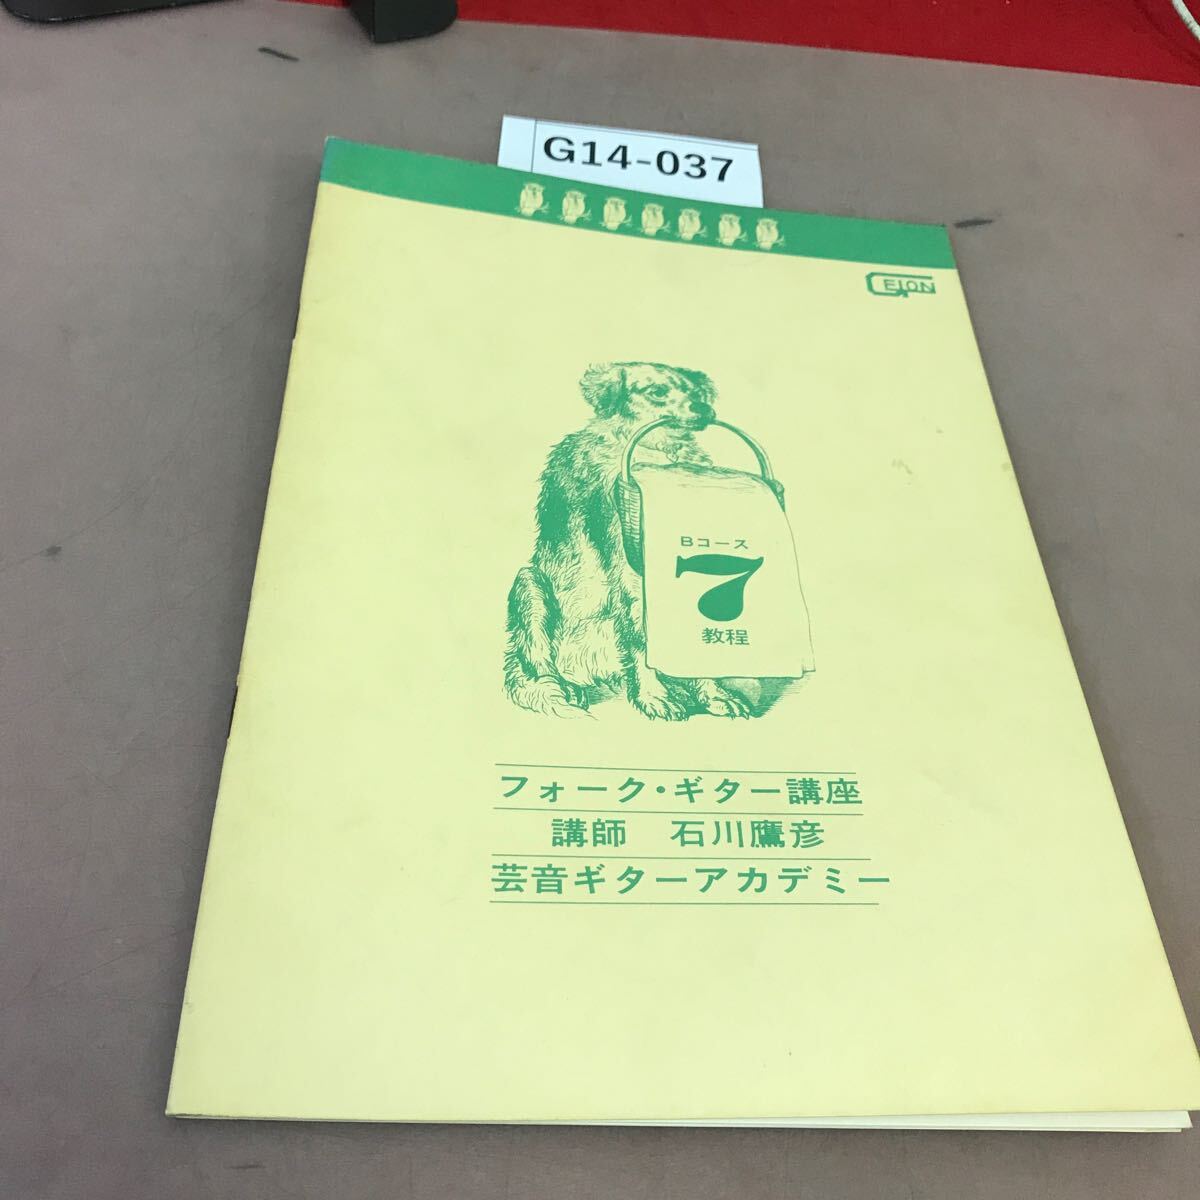 G14-037
GEION
Bコース
7
教程
フォーク・ギター講座
講師 石川鷹彦
芸音ギターアカデミー